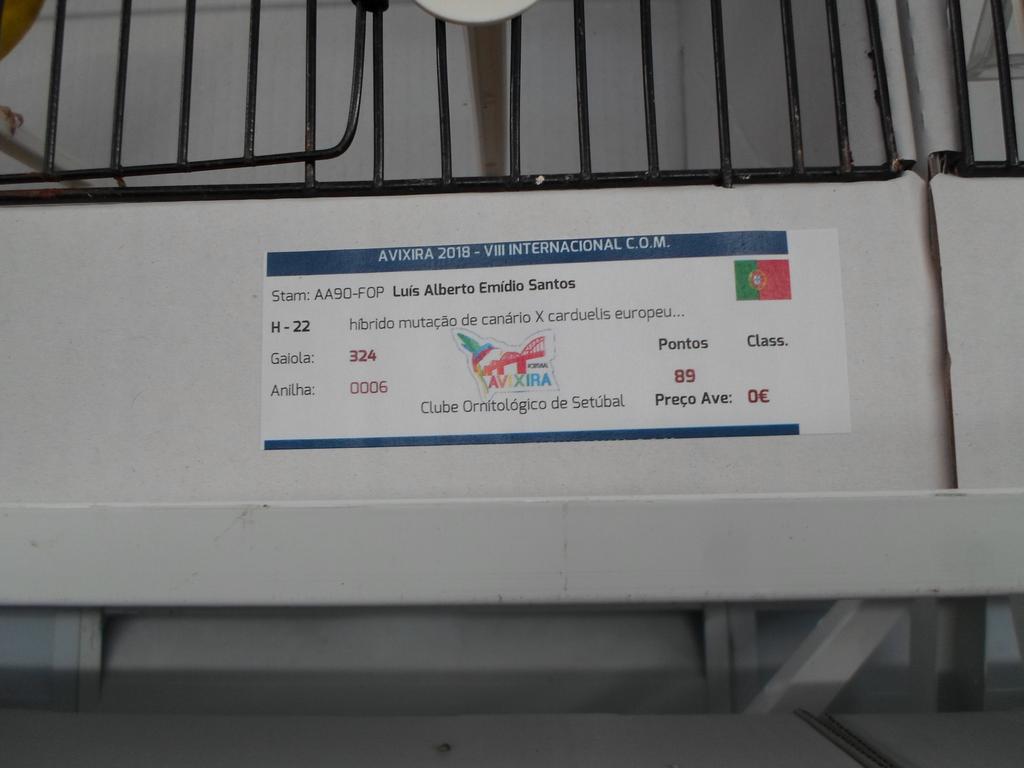 AVIXIRA 2018 - VIII INTERNACIONAL C.O.M.
Stam: AA90-FOP Luís Alberto Emídio Santos
H - 22 híbrido mutação de canário X carduelis europeu...
Gaiola: 324
Pontos Class.
PORTUGAL
AVIXIRA
Anilha: 0006
89
Clube Ornitológico de Setúbal
Preço Ave: 0€